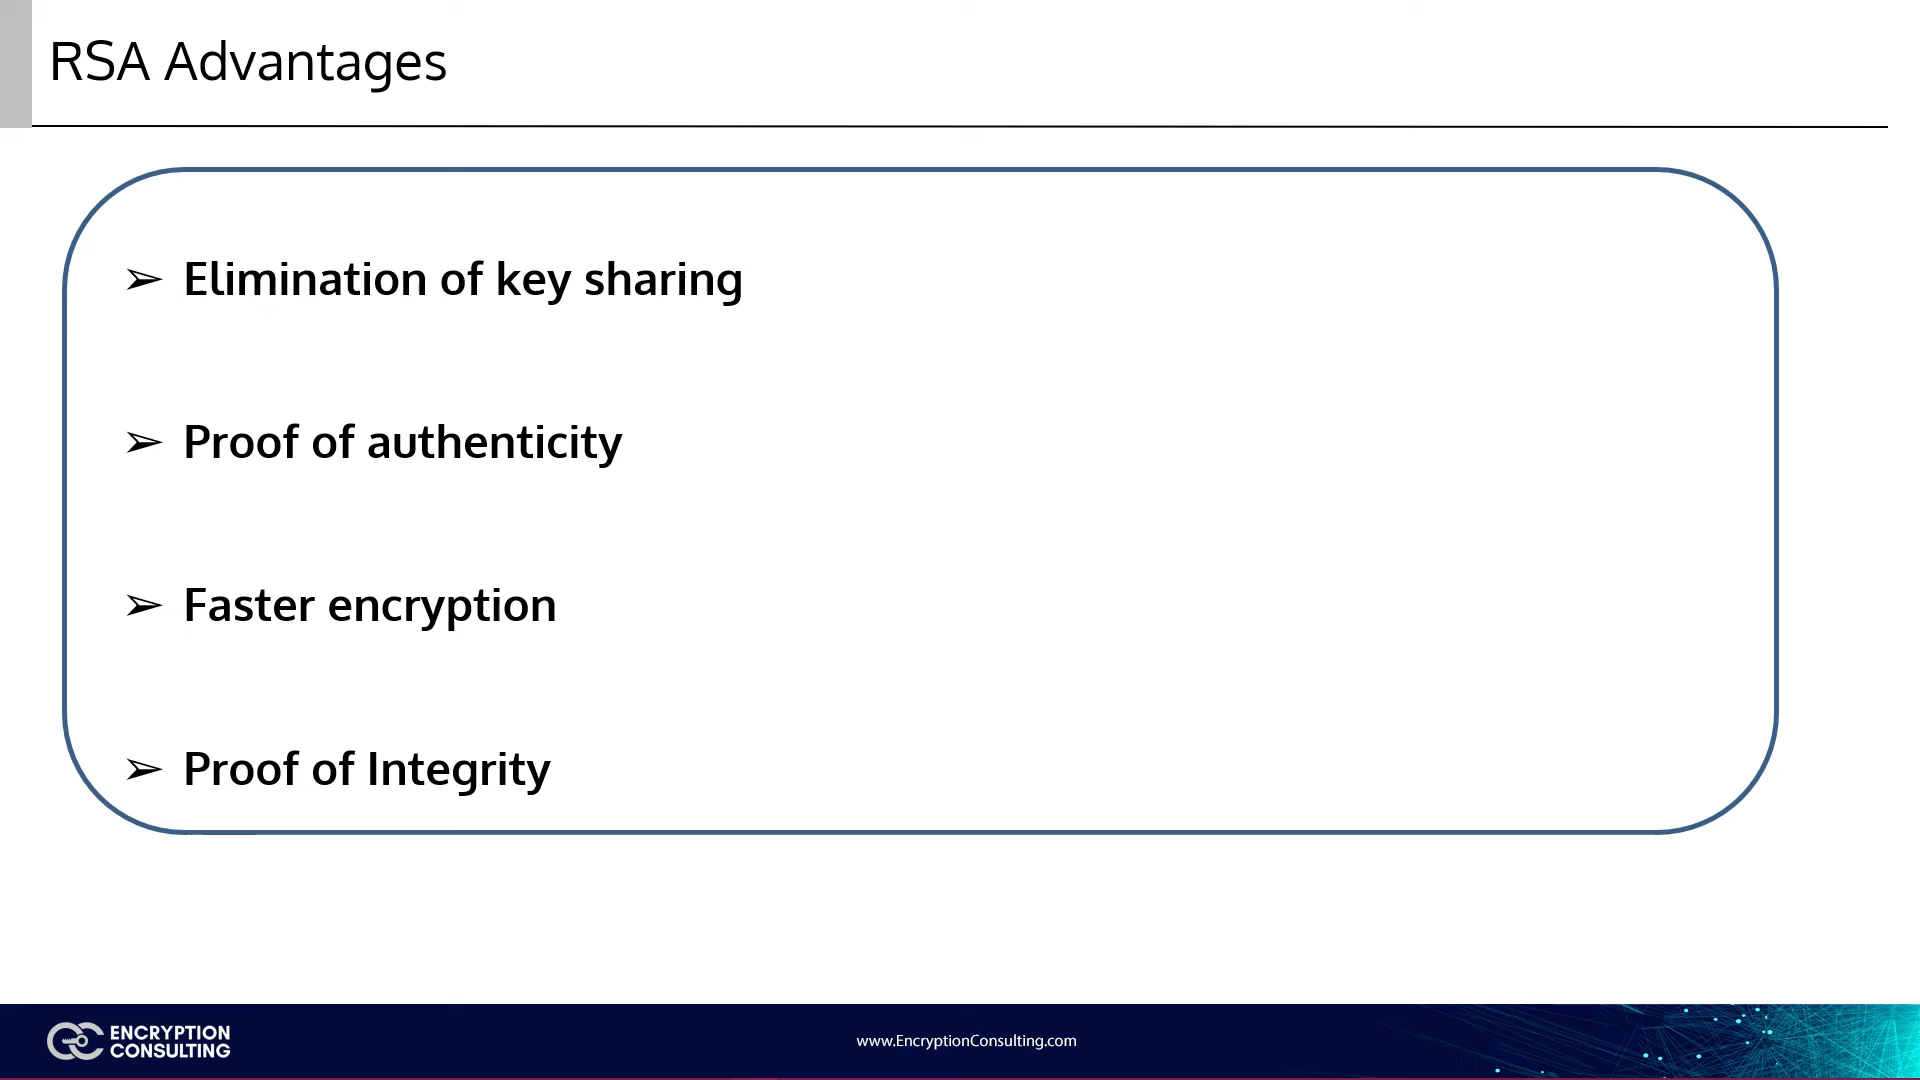 RSA Advantages
➢ Elimination of key sharing
➢ Proof of authenticity
➢ Faster encryption
➢ Proof of Integrity
ENCRYPTION
CONSULTING
www.EncryptionConsulting.com